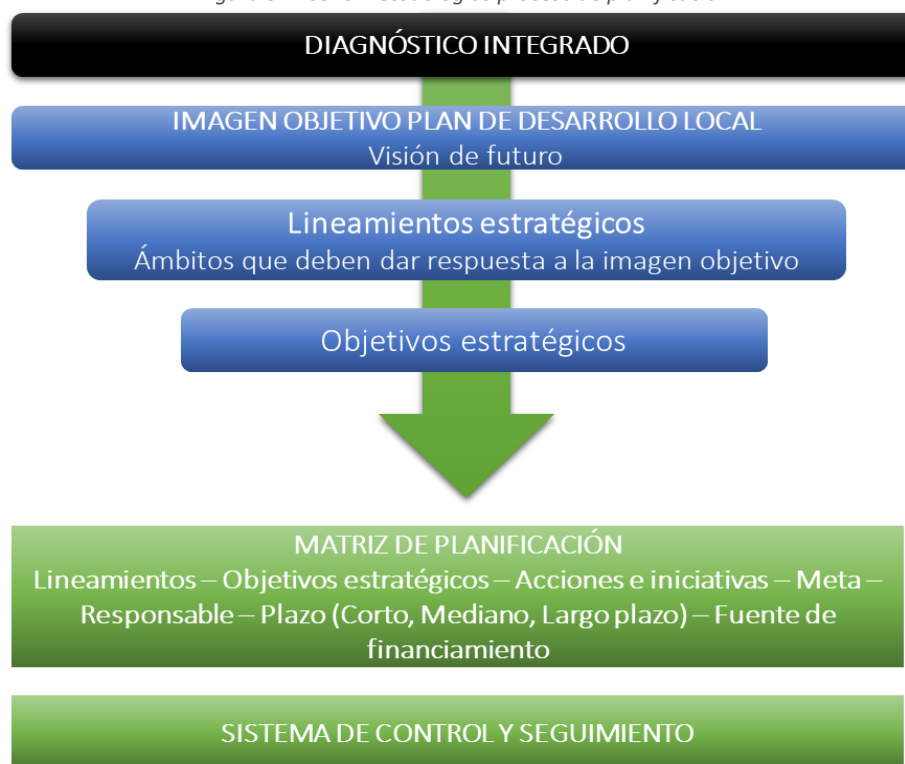 DIAGNÓSTICO INTEGRADO
IMAGEN OBJETIVO PLAN DE DESARROLLO LOCAL
Visión de futuro
Lineamientos estratégicos
Ámbitos que deben dar respuesta a la imagen objetivo
Objetivos estratégicos
MATRIZ DE PLANIFICACIÓN
Lineamientos – Objetivos estratégicos – Acciones e iniciativas – Meta –
Responsable – Plazo (Corto, Mediano, Largo plazo) – Fuente de
financiamiento
SISTEMA DE CONTROL Y SEGUIMIENTO